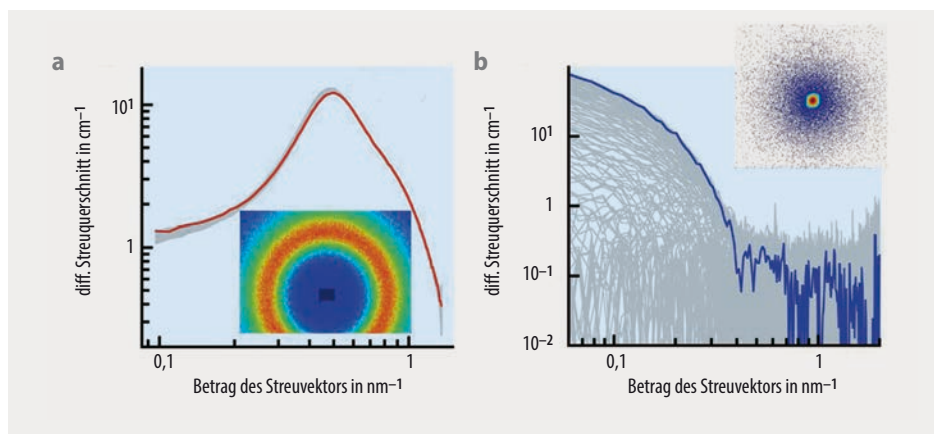 a
diff. Streuquerschnitt in cm–1
10¹
1
0,1
1
Betrag des Streuvektors in nm–1
b
diff. Streuquerschnitt in cm–1
10¹
1
10–1
10–2
0,1
1
Betrag des Streuvektors in nm–1